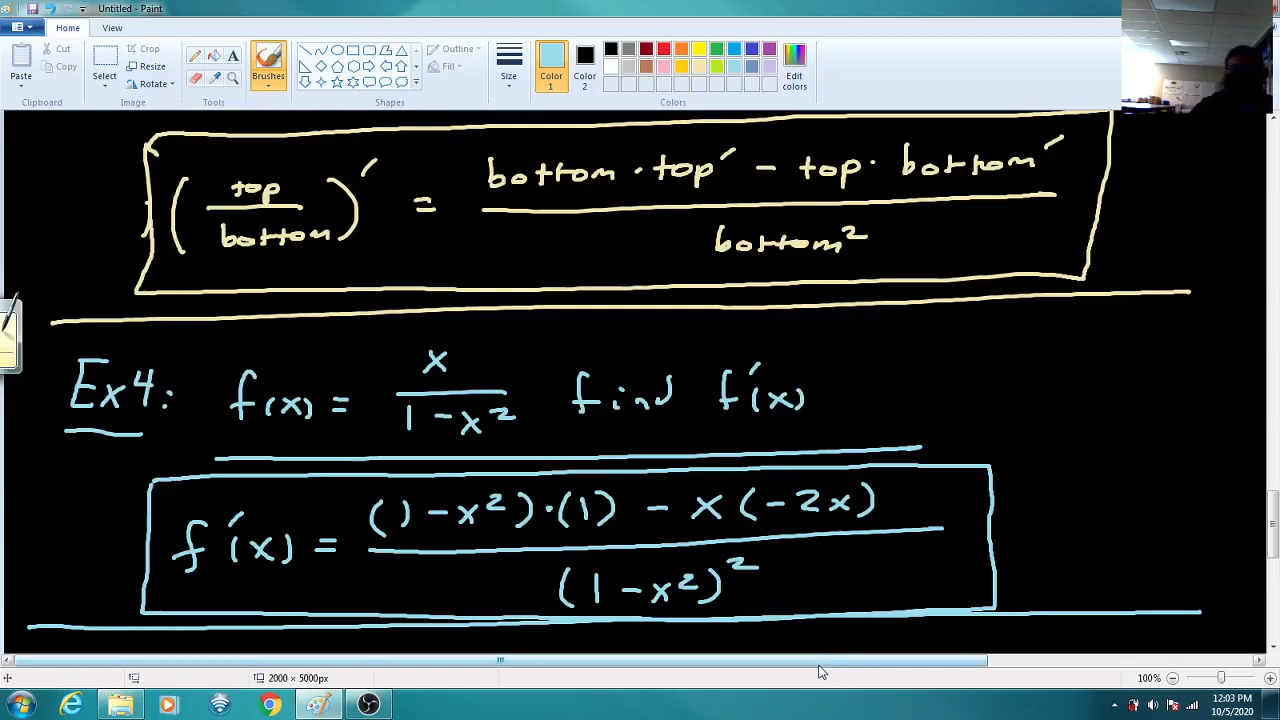 Untitled - Paint
Home View
Paste Cut Copy
Clipboard
Select Crop Resize Rotate
Image
A
Tools
Brushes
Outline Fill
Shapes
Size
Color 1
Color 2
Edit colors
Colors
(top/bottom)′ = (bottom · top′ - top · bottom′)/bottom²
Ex4: f(x) = x/(1-x²) find f′(x)
f′(x) = ((1-x²)·(1) - x(-2x))/(1-x²)²
2000 × 5000px
100%
12:03 PM
10/5/2020